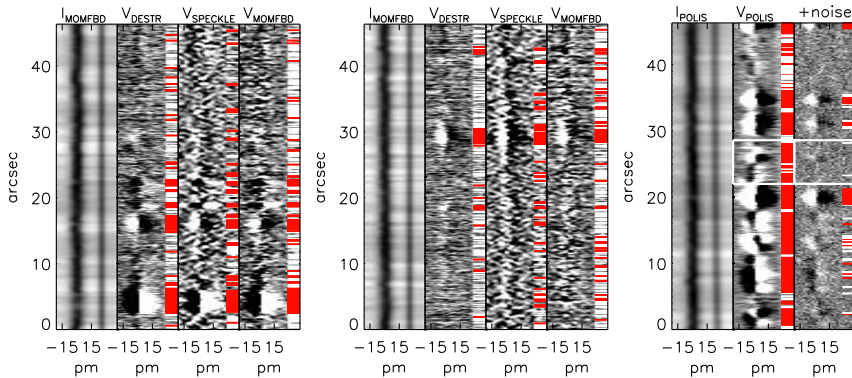 I_MOMFBD V_DESTR V_SPECKLE V_MOMFBD
40
30
20
10
0
arcsec
−15 15 −15 15 −15 15 −15 15
pm pm pm pm
I_MOMFBD V_DESTR V_SPECKLE V_MOMFBD
40
30
20
10
0
arcsec
−15 15 −15 15 −15 15 −15 15
pm pm pm pm
I_POLIS V_POLIS +noise
40
30
20
10
0
arcsec
−15 15 −15 15 −15 15
pm pm pm